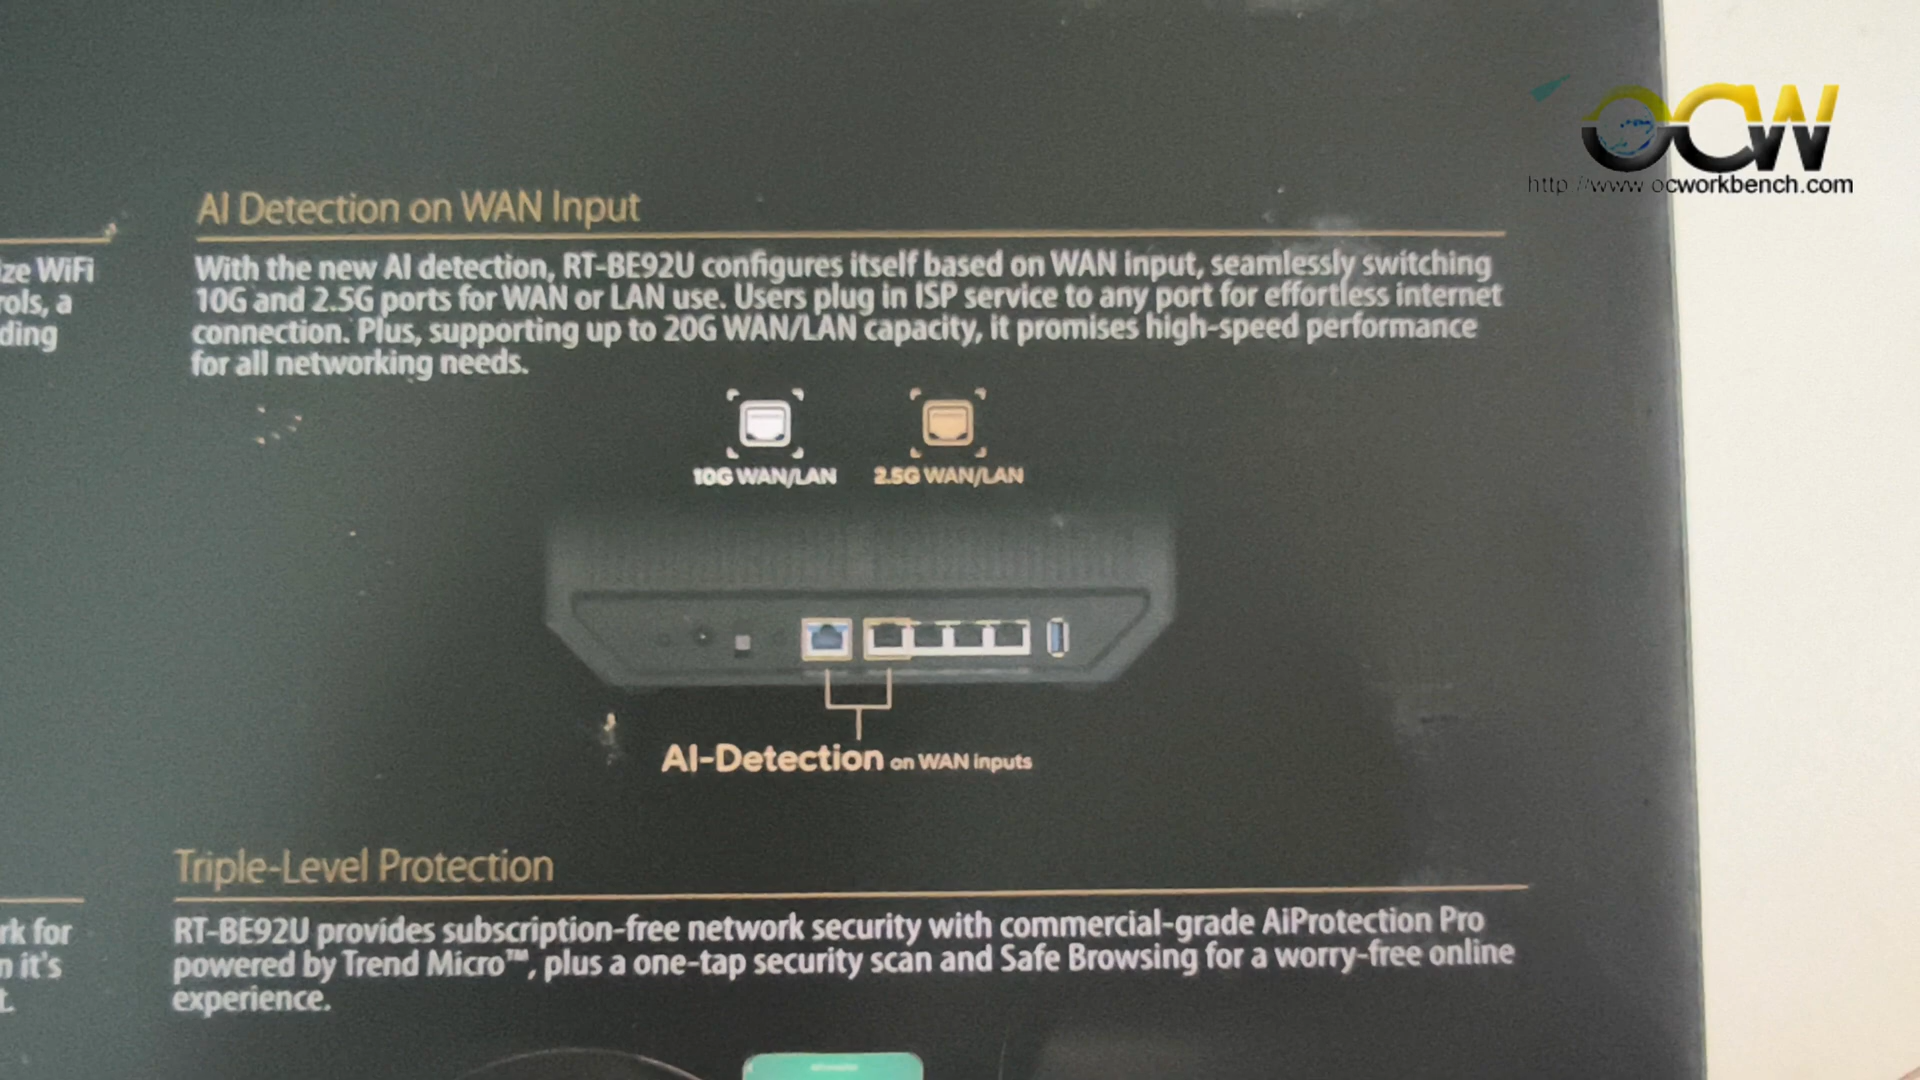 OCW
http://www.ocworkbench.com
AI Detection on WAN Input
ize WiFi
rols, a
ding
With the new AI detection, RT-BE92U configures itself based on WAN input, seamlessly switching
10G and 2.5G ports for WAN or LAN use. Users plug in ISP service to any port for effortless internet
connection. Plus, supporting up to 20G WAN/LAN capacity, it promises high-speed performance
for all networking needs.
10G WAN/LAN
2.5G WAN/LAN
AI-Detection on WAN inputs
Triple-Level Protection
rk for
n it's
t.
RT-BE92U provides subscription-free network security with commercial-grade AiProtection Pro
powered by Trend Micro™, plus a one-tap security scan and Safe Browsing for a worry-free online
experience.